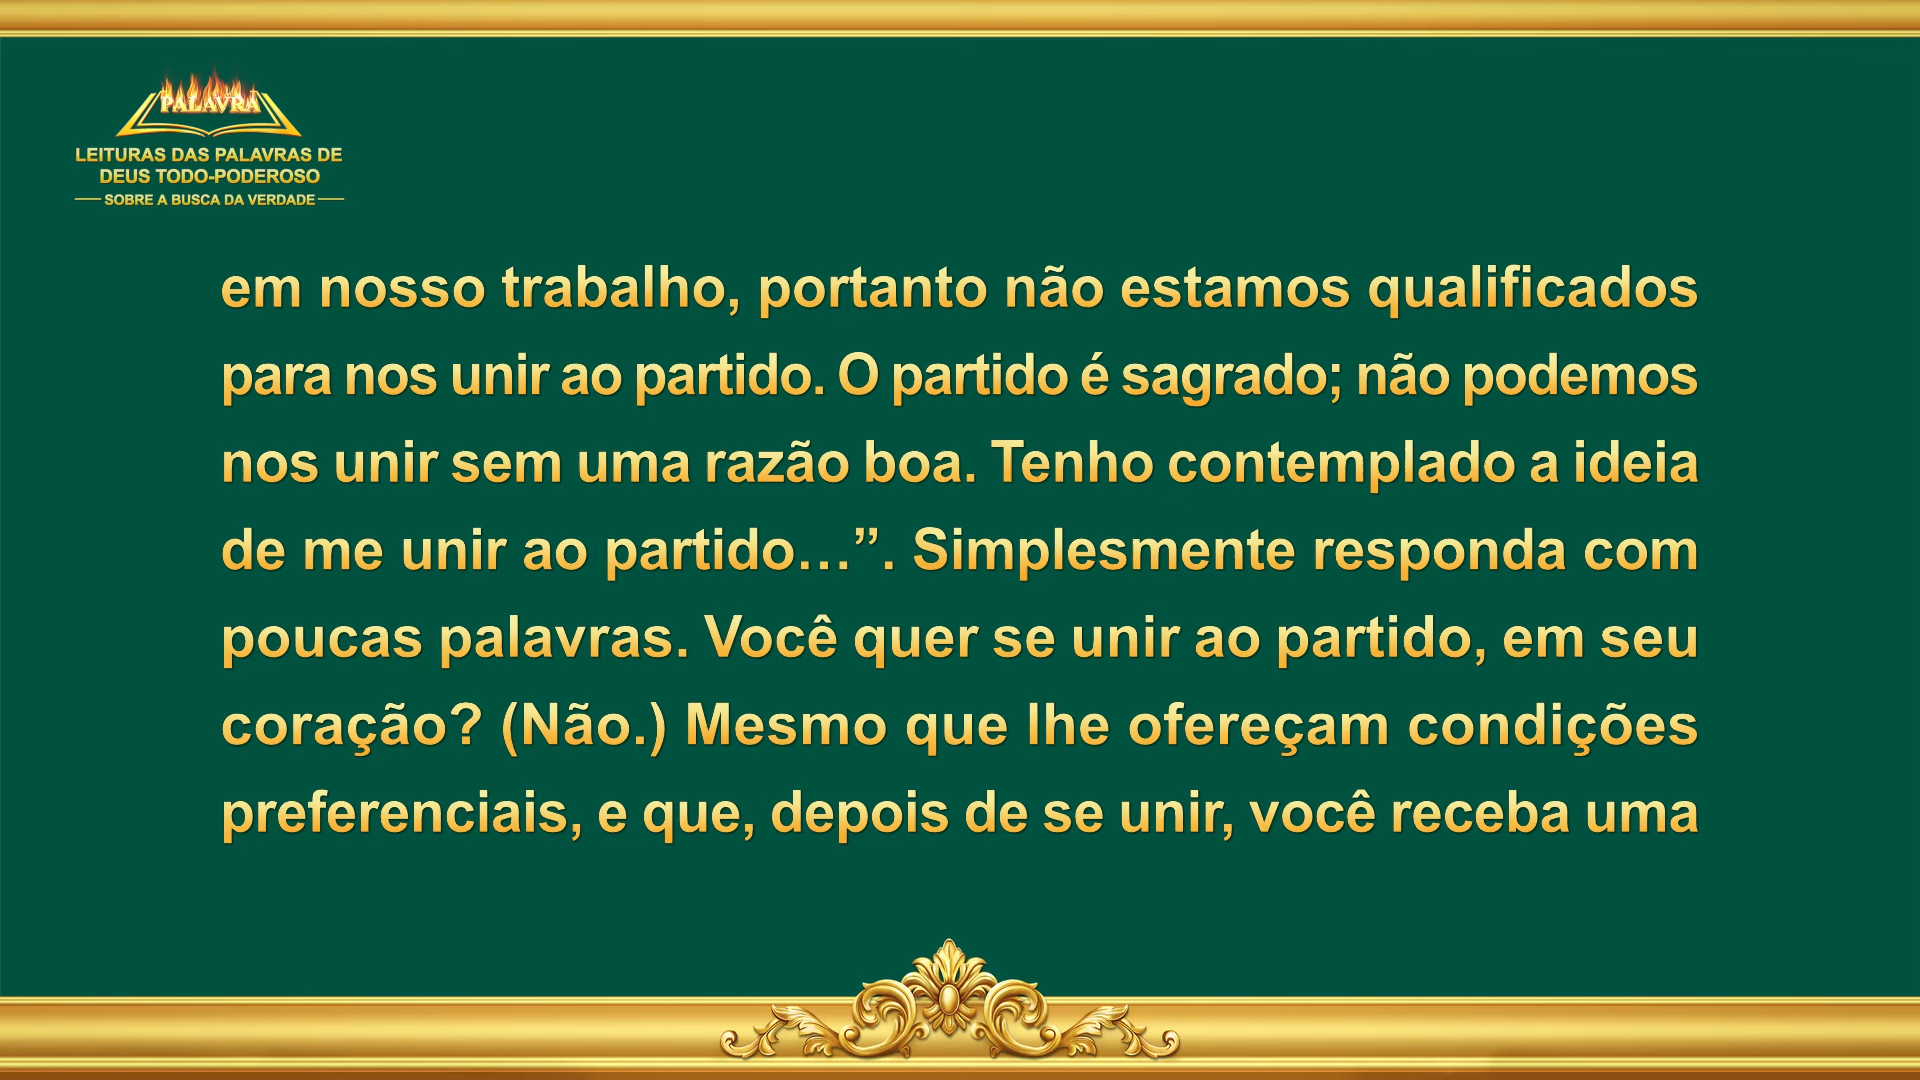 PALAVRA
LEITURAS DAS PALAVRAS DE
DEUS TODO-PODEROSO
SOBRE A BUSCA DA VERDADE
em nosso trabalho, portanto não estamos qualificados
para nos unir ao partido. O partido é sagrado; não podemos
nos unir sem uma razão boa. Tenho contemplado a ideia
de me unir ao partido…”. Simplesmente responda com
poucas palavras. Você quer se unir ao partido, em seu
coração? (Não.) Mesmo que lhe ofereçam condições
preferenciais, e que, depois de se unir, você receba uma